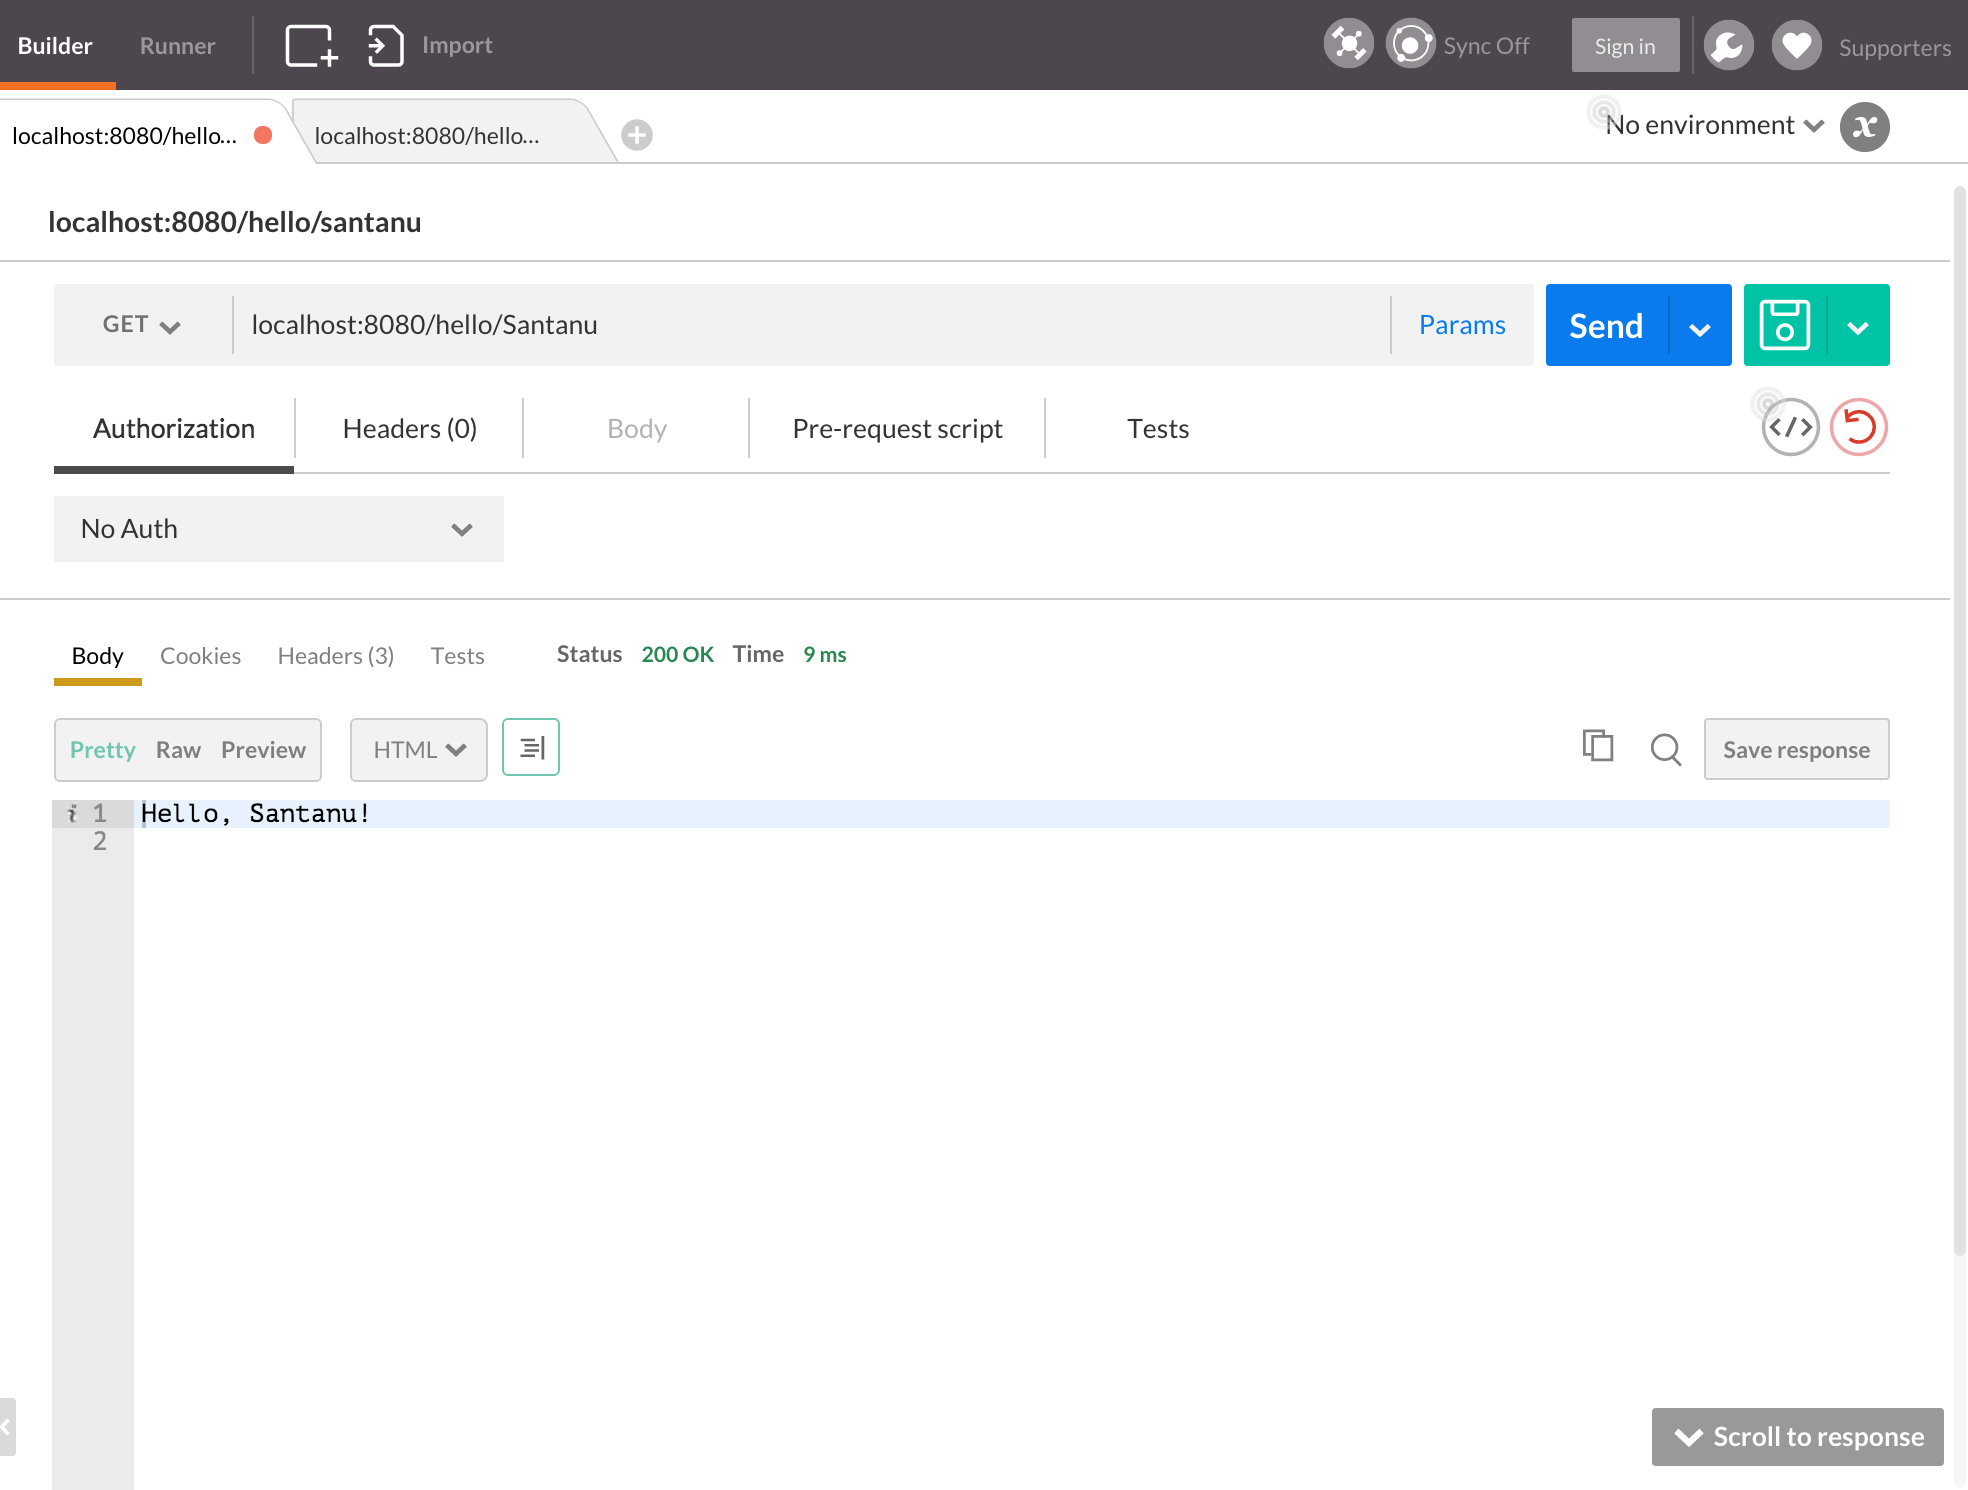 Builder Runner Import Sync Off Sign in Supporters
localhost:8080/hello... localhost:8080/hello... No environment
localhost:8080/hello/santanu
GET localhost:8080/hello/Santanu Params Send
Authorization Headers (0) Body Pre-request script Tests
No Auth
Body Cookies Headers (3) Tests Status 200 OK Time 9 ms
Pretty Raw Preview HTML Save response
i 1 Hello, Santanu!
2
Scroll to response